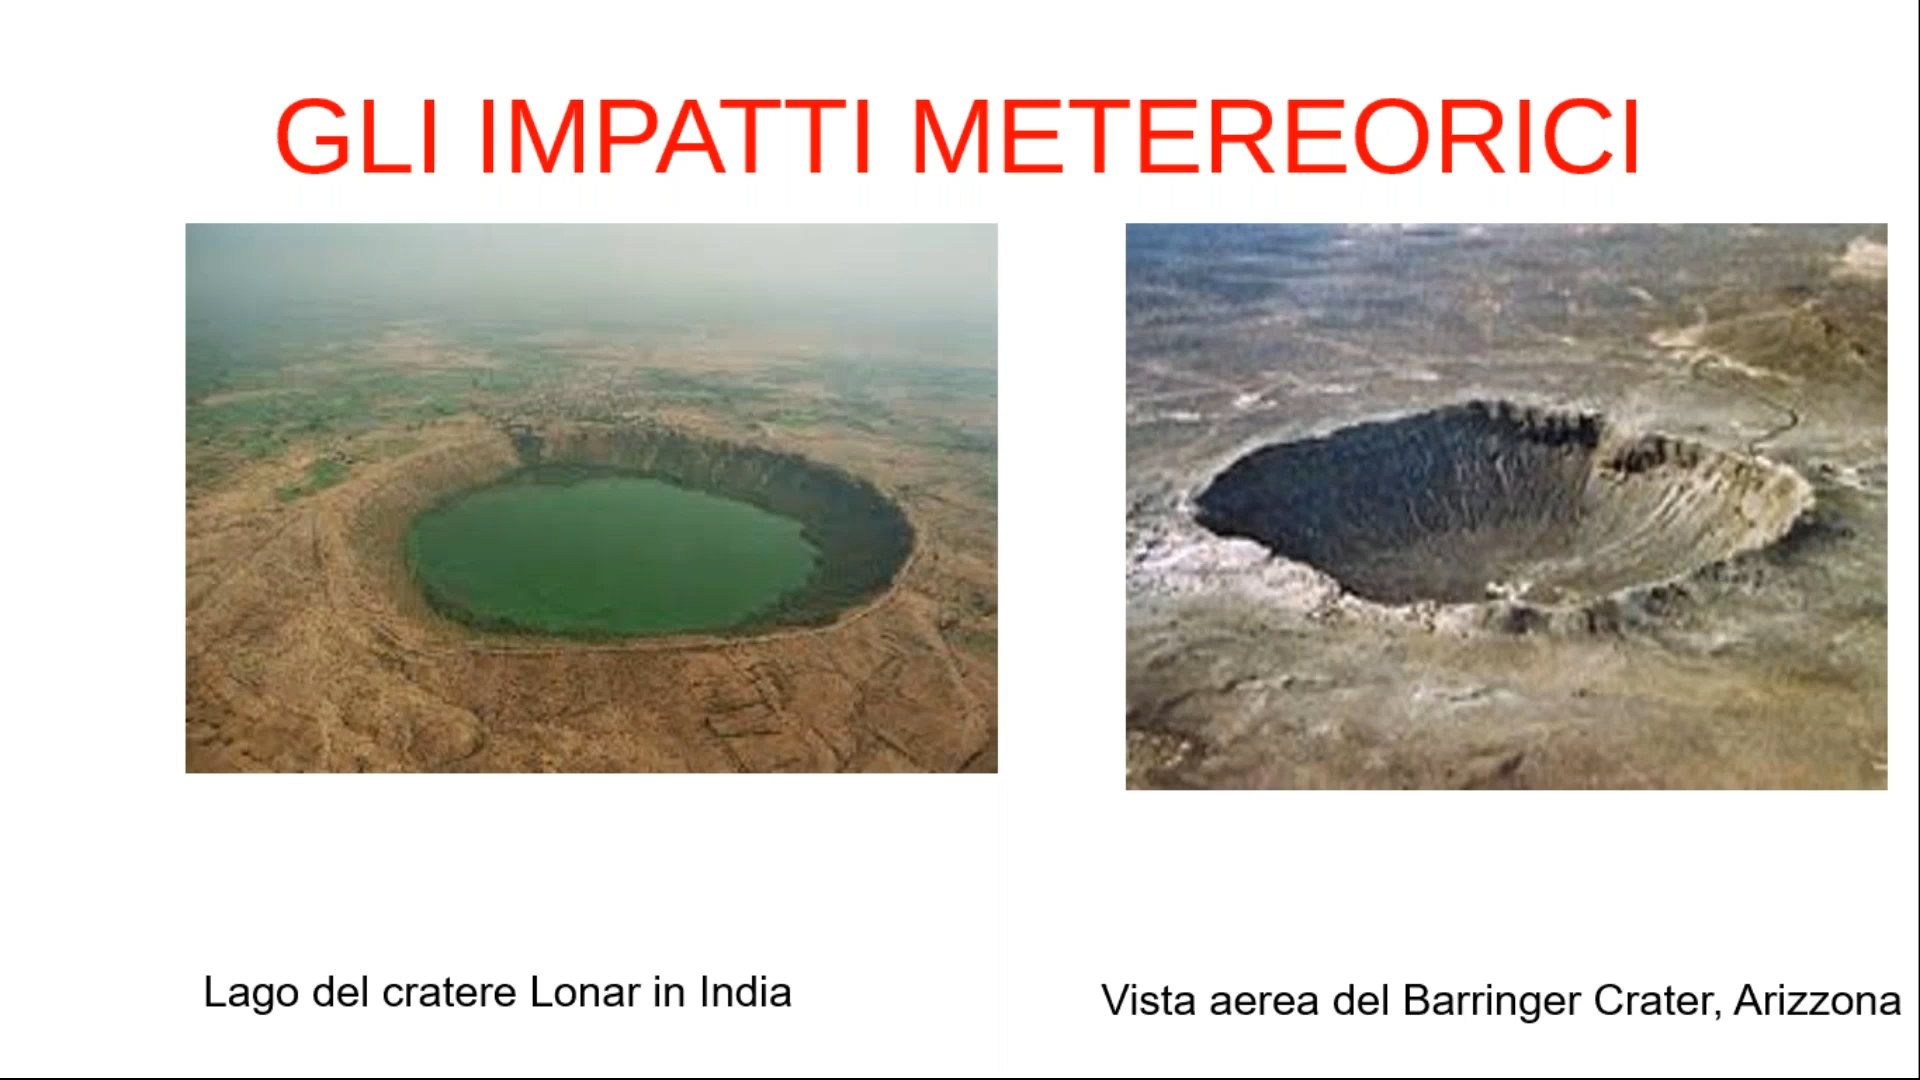 GLI IMPATTI METEREORICI
Lago del cratere Lonar in India
Vista aerea del Barringer Crater, Arizzona